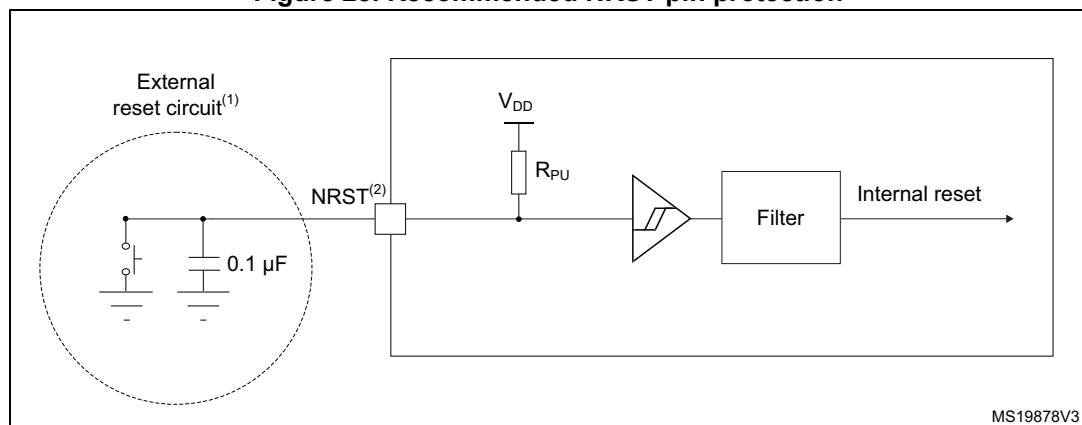 Figure Recommended NRST pin protection
External
reset circuit(1)
VDD
RPU
NRST(2)
Filter
Internal reset
0.1 µF
MS19878V3